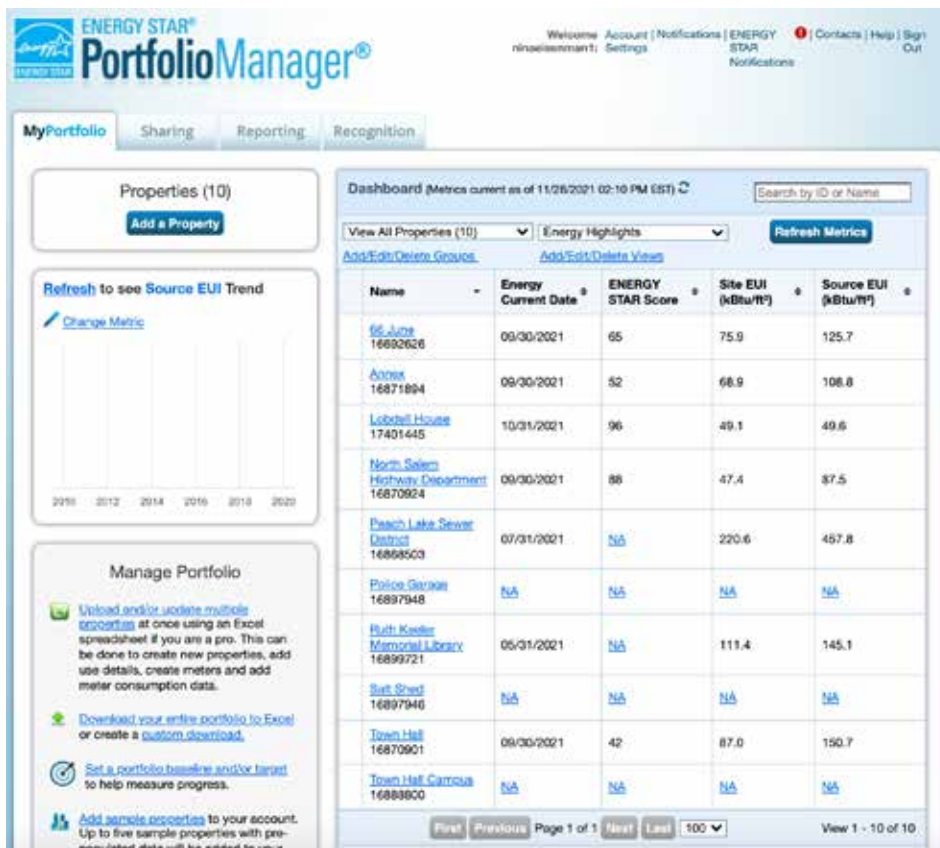 ENERGY STAR®
PortfolioManager®
ENERGY STAR
Welcome
Account Settings | Notifications | ENERGY STAR Notifications | Contacts | Help | Sign Out
MyPortfolio
Sharing
Reporting
Recognition
Properties (10)
Add a Property
Refresh to see Source EUI Trend
Change Metric
2010 2012 2014 2016 2018 2020
Manage Portfolio
Upload and/or update multiple
properties at once using an Excel
spreadsheet if you are a pro. This can
be done to create new properties, add
use details, create meters and add
meter consumption data.
Download your entire portfolio to Excel
or create a custom download.
Set a portfolio baseline and/or target
to help measure progress.
Add sample properties to your account.
Up to five sample properties with pre-
populated data will be added to your
Dashboard (Metrics current as of 11/28/2021 02:10 PM EST)
Search by ID or Name
View All Properties (10)
Energy Highlights
Refresh Metrics
Add/Edit/Delete Groups
Add/Edit/Delete Views
Name Energy Current Date ENERGY STAR Score Site EUI (kBtu/ft²) Source EUI (kBtu/ft²)
66 June
16692626 09/30/2021 65 75.9 125.7
Annex
16871894 09/30/2021 52 68.9 108.8
Lobdell House
17401445 10/31/2021 96 49.1 49.6
North Salem
Highway Department
16870924 09/30/2021 88 47.4 87.5
Peach Lake Sewer
District
16868503 07/31/2021 NA 220.6 457.8
Police Garage
16897948 NA NA NA NA
Ruth Keeler
Memorial Library
16899721 05/31/2021 NA 111.4 145.1
Salt Shed
16897946 NA NA NA NA
Town Hall
16870901 09/30/2021 42 87.0 150.7
Town Hall Campus
16888800 NA NA NA NA
First Previous Page 1 of 1 Next Last 100 View 1 - 10 of 10